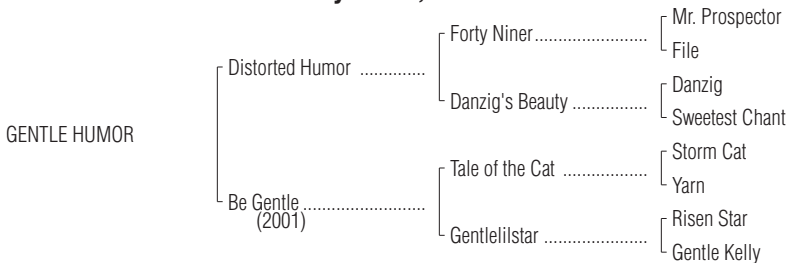 Forty Niner..........................
Mr. Prospector
File
Distorted Humor ..............
Danzig's Beauty .................
Danzig
Sweetest Chant
GENTLE HUMOR
Tale of the Cat ...................
Storm Cat
Yarn
Be Gentle ..........................
(2001)
Gentlelilstar .......................
Risen Star
Gentle Kelly